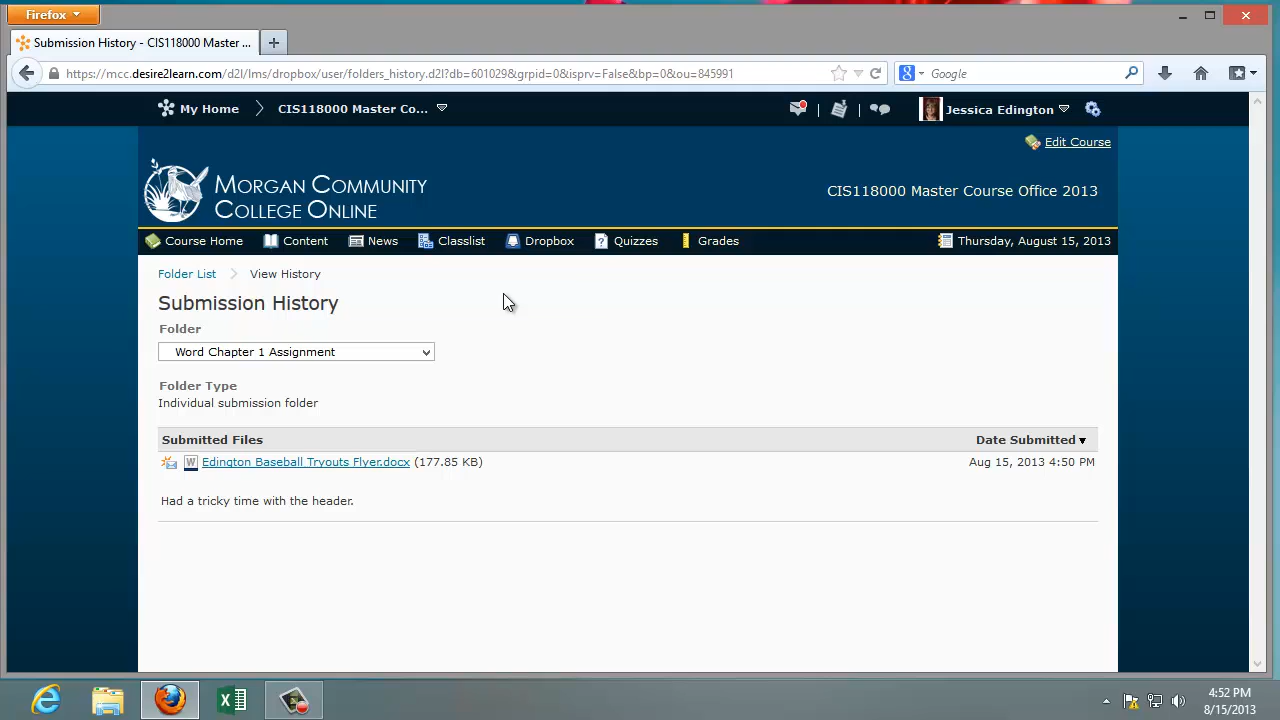 Firefox
Submission History - CIS118000 Master ...
https://mcc.desire2learn.com/d2l/lms/dropbox/user/folders_history.d2l?db=601029&grpid=0&isprv=False&bp=0&ou=845991
Google
My Home
CIS118000 Master Co...
Jessica Edington
Edit Course
MORGAN COMMUNITY
COLLEGE ONLINE
CIS118000 Master Course Office 2013
Course Home Content News Classlist Dropbox Quizzes Grades Thursday, August 15, 2013
Folder List View History
Submission History
Folder
Word Chapter 1 Assignment
Folder Type
Individual submission folder
Submitted Files Date Submitted
Edington Baseball Tryouts Flyer.docx (177.85 KB) Aug 15, 2013 4:50 PM
Had a tricky time with the header.
4:52 PM
8/15/2013